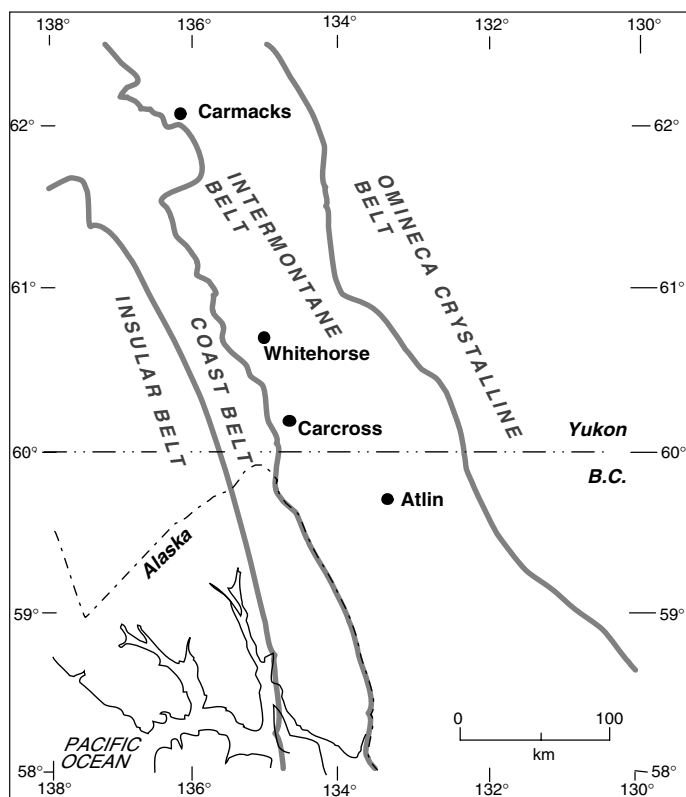 138° 136° 134° 132° 130°
Carmacks
62° 62°
INTERMONTANE
BELT
OMINECA CRYSTALLINE
BELT
61° 61°
INSULAR BELT
COAST BELT
Whitehorse
Carcross
Yukon
60° 60°
B.C.
Atlin
Alaska
59° 59°
0 100
km
PACIFIC
OCEAN
58° 58°
138° 136° 134° 132° 130°